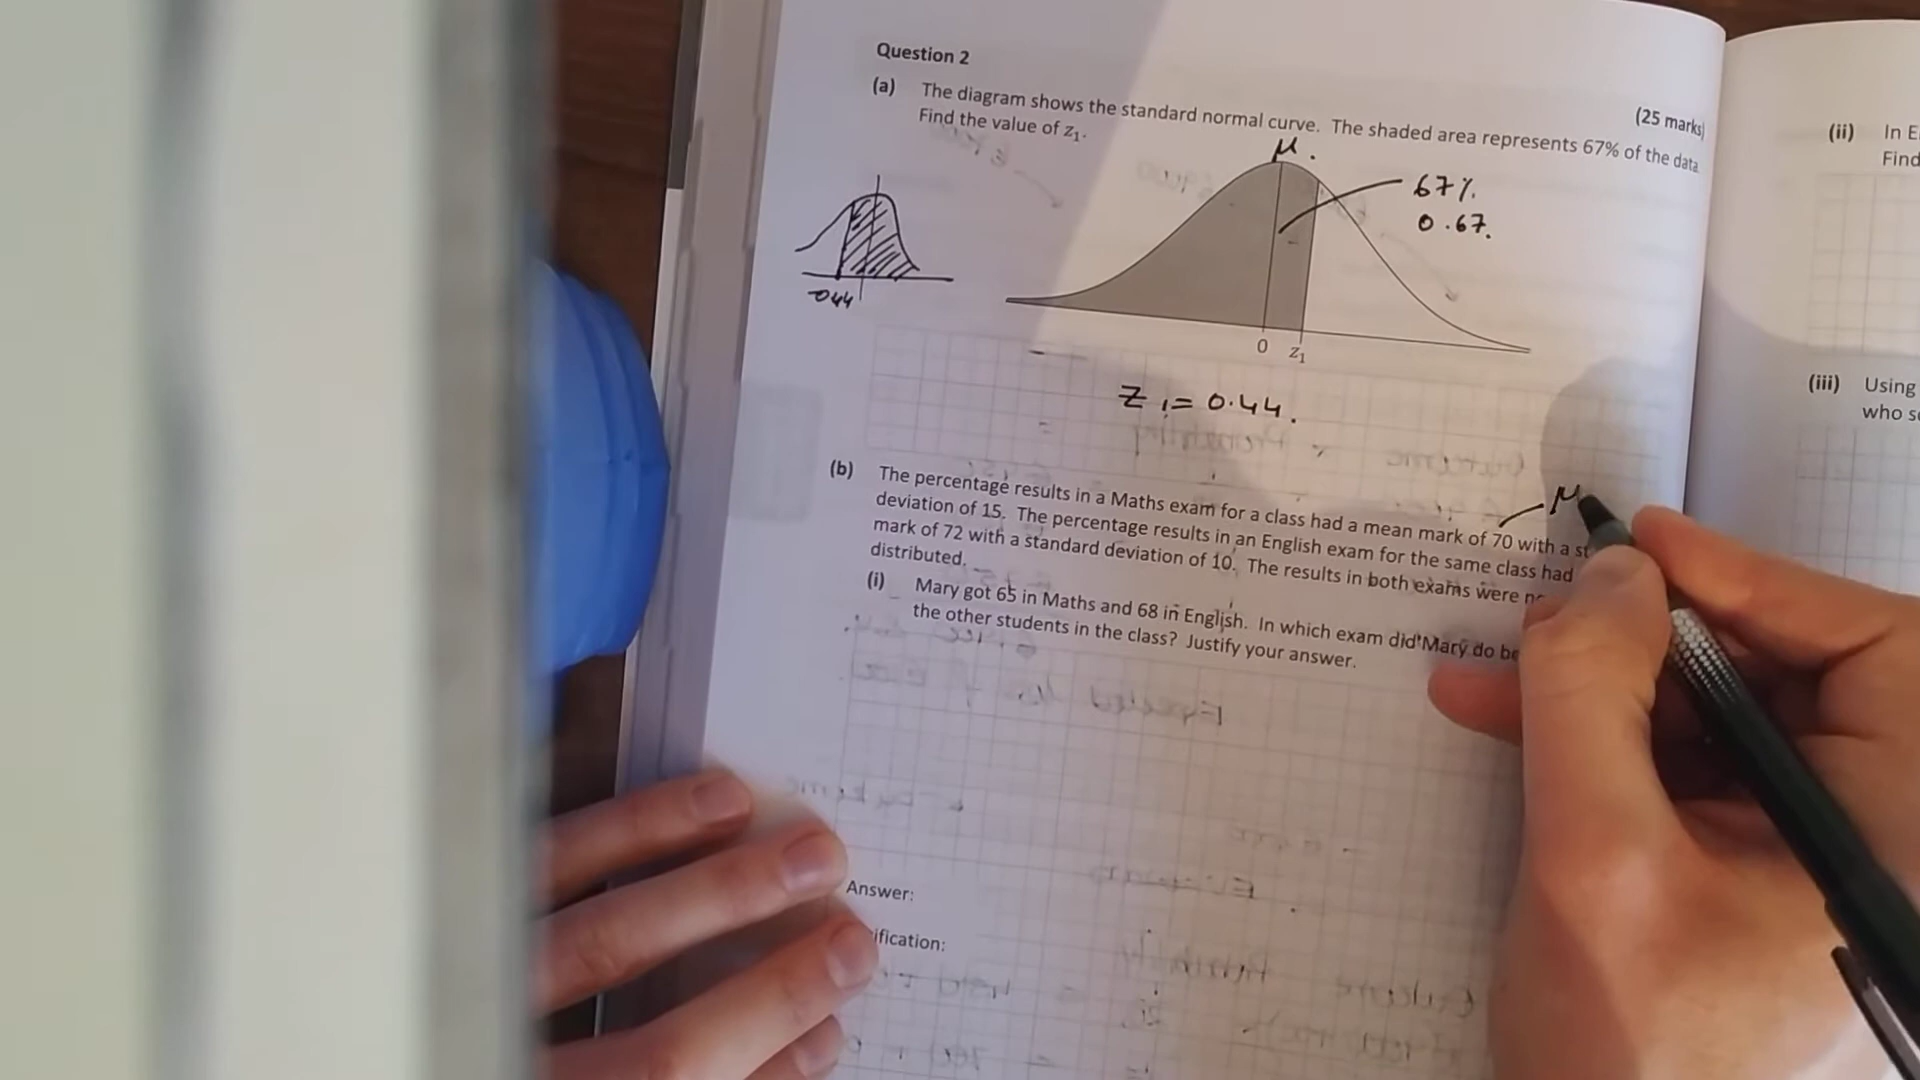 Question 2
(25 marks)
(a) The diagram shows the standard normal curve. The shaded area represents 67% of the data.
Find the value of z₁.
μ.
67%.
0.67.
-044
0 z₁
Z₁ = 0.44.
μ
(b) The percentage results in a Maths exam for a class had a mean mark of 70 with a st
deviation of 15. The percentage results in an English exam for the same class had
mark of 72 with a standard deviation of 10. The results in both exams were
distributed.
(i) Mary got 65 in Maths and 68 in English. In which exam did Mary do be
the other students in the class? Justify your answer.
Answer:
ification:
(ii) In E
Find
(iii) Using
who s